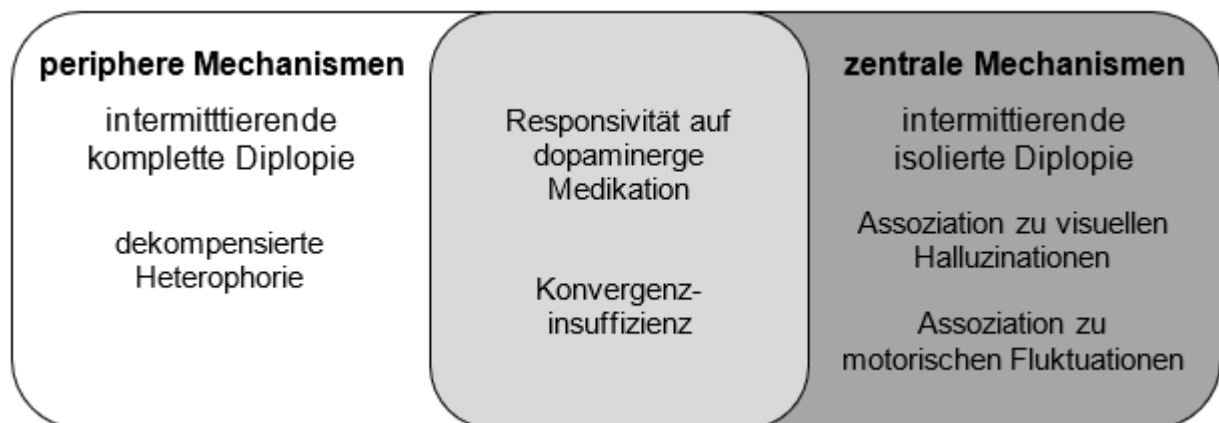 periphere Mechanismen
intermitttierende
komplette Diplopie
dekompensierte
Heterophorie
Responsivität auf
dopaminerge
Medikation
Konvergenz-
insuffizienz
zentrale Mechanismen
intermittierende
isolierte Diplopie
Assoziation zu visuellen
Halluzinationen
Assoziation zu
motorischen Fluktuationen